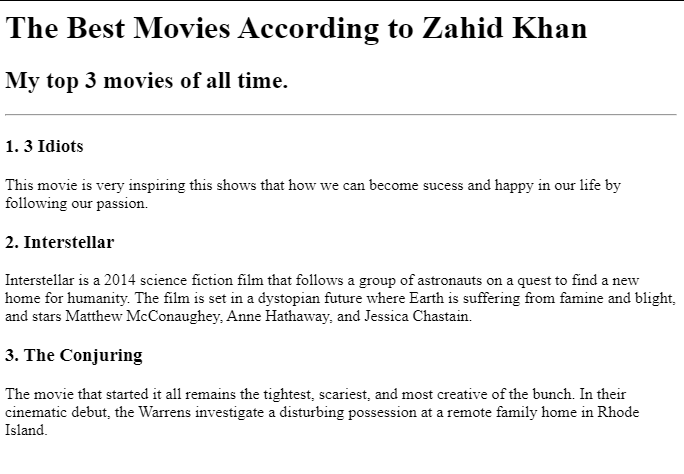 The Best Movies According to Zahid Khan
My top 3 movies of all time.
1. 3 Idiots
This movie is very inspiring this shows that how we can become sucess and happy in our life by
following our passion.
2. Interstellar
Interstellar is a 2014 science fiction film that follows a group of astronauts on a quest to find a new
home for humanity. The film is set in a dystopian future where Earth is suffering from famine and blight,
and stars Matthew McConaughey, Anne Hathaway, and Jessica Chastain.
3. The Conjuring
The movie that started it all remains the tightest, scariest, and most creative of the bunch. In their
cinematic debut, the Warrens investigate a disturbing possession at a remote family home in Rhode
Island.